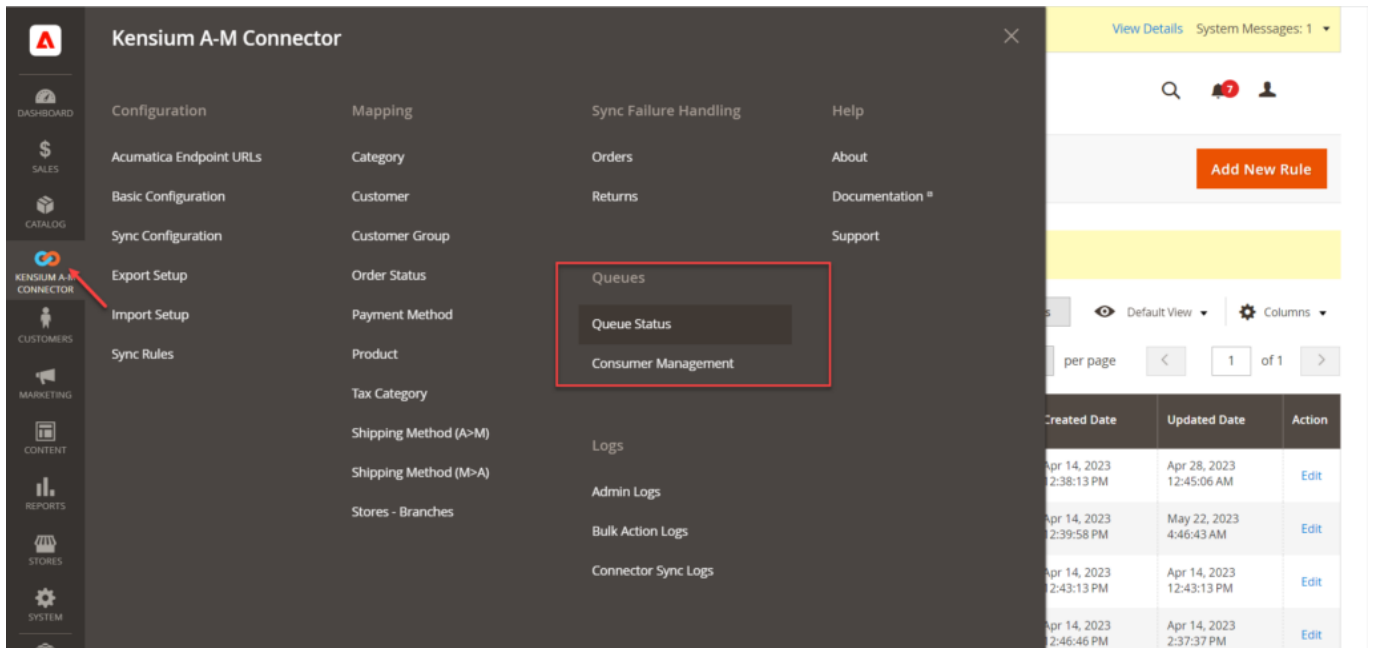 DASHBOARD
SALES
CATALOG
KENSIUM A-M
CONNECTOR
CUSTOMERS
MARKETING
CONTENT
REPORTS
STORES
SYSTEM
Kensium A-M Connector
Configuration
Acumatica Endpoint URLs
Basic Configuration
Sync Configuration
Export Setup
Import Setup
Sync Rules
Mapping
Category
Customer
Customer Group
Order Status
Payment Method
Product
Tax Category
Shipping Method (A>M)
Shipping Method (M>A)
Stores - Branches
Sync Failure Handling
Orders
Returns
Queues
Queue Status
Consumer Management
Logs
Admin Logs
Bulk Action Logs
Connector Sync Logs
Help
About
Documentation
Support
View Details System Messages: 1
7
Add New Rule
s Default View Columns
per page 1 of 1
Created Date Updated Date Action
Apr 14, 2023 Apr 28, 2023
12:38:13 PM 12:45:06 AM Edit
Apr 14, 2023 May 22, 2023
12:39:58 PM 4:46:43 AM Edit
Apr 14, 2023 Apr 14, 2023
12:43:13 PM 12:43:13 PM Edit
Apr 14, 2023 Apr 14, 2023
12:46:46 PM 2:37:37 PM Edit